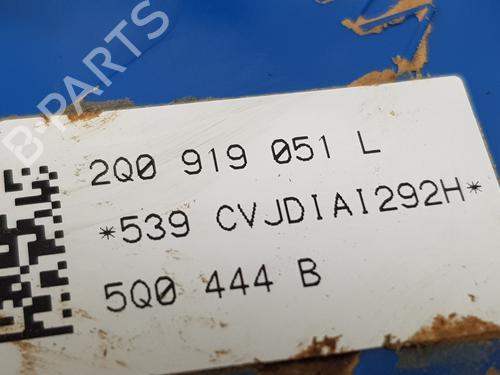 B-PARTS
2Q0 919 051 L
*539 CVJDIAI292H*
5Q0 444 B